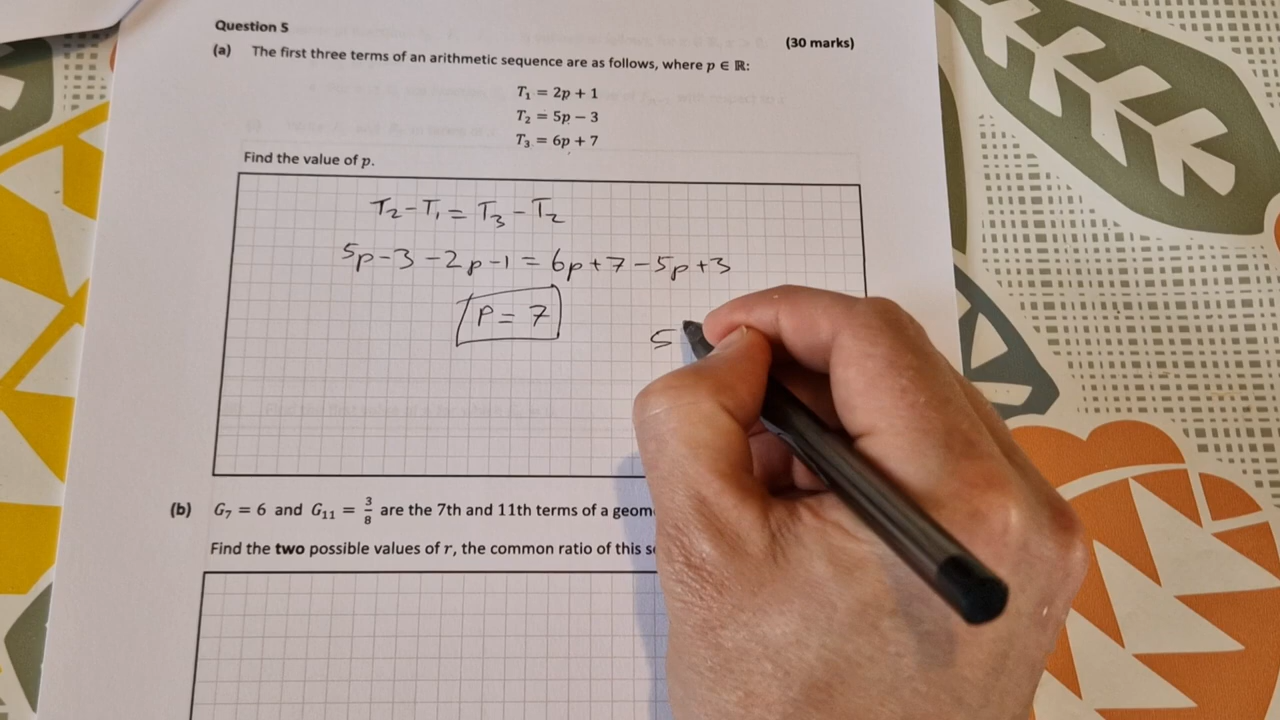 Question 5
(30 marks)
(a) The first three terms of an arithmetic sequence are as follows, where p ∈ ℝ:
T₁ = 2p + 1
T₂ = 5p − 3
T₃ = 6p + 7
Find the value of p.
T₂ - T₁ = T₃ - T₂
5p - 3 - 2p - 1 = 6p + 7 - 5p + 3
P = 7
5
(b) G₇ = 6 and G₁₁ = 3/8 are the 7th and 11th terms of a geom
Find the two possible values of r, the common ratio of this